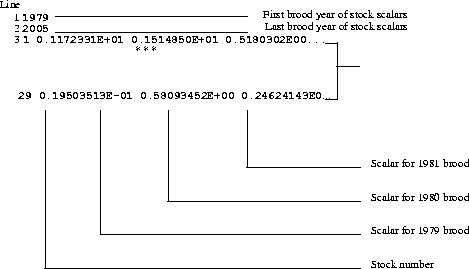 Line
1 1979 First brood year of stock scalars
2 2005 Last brood year of stock scalars
3 1 0.1172331E+01 0.1514850E+01 0.5180302E00...
***
29 0.19503513E-01 0.58093452E+00 0.24624143E0...
Scalar for 1981 brood
Scalar for 1980 brood
Scalar for 1979 brood
Stock number